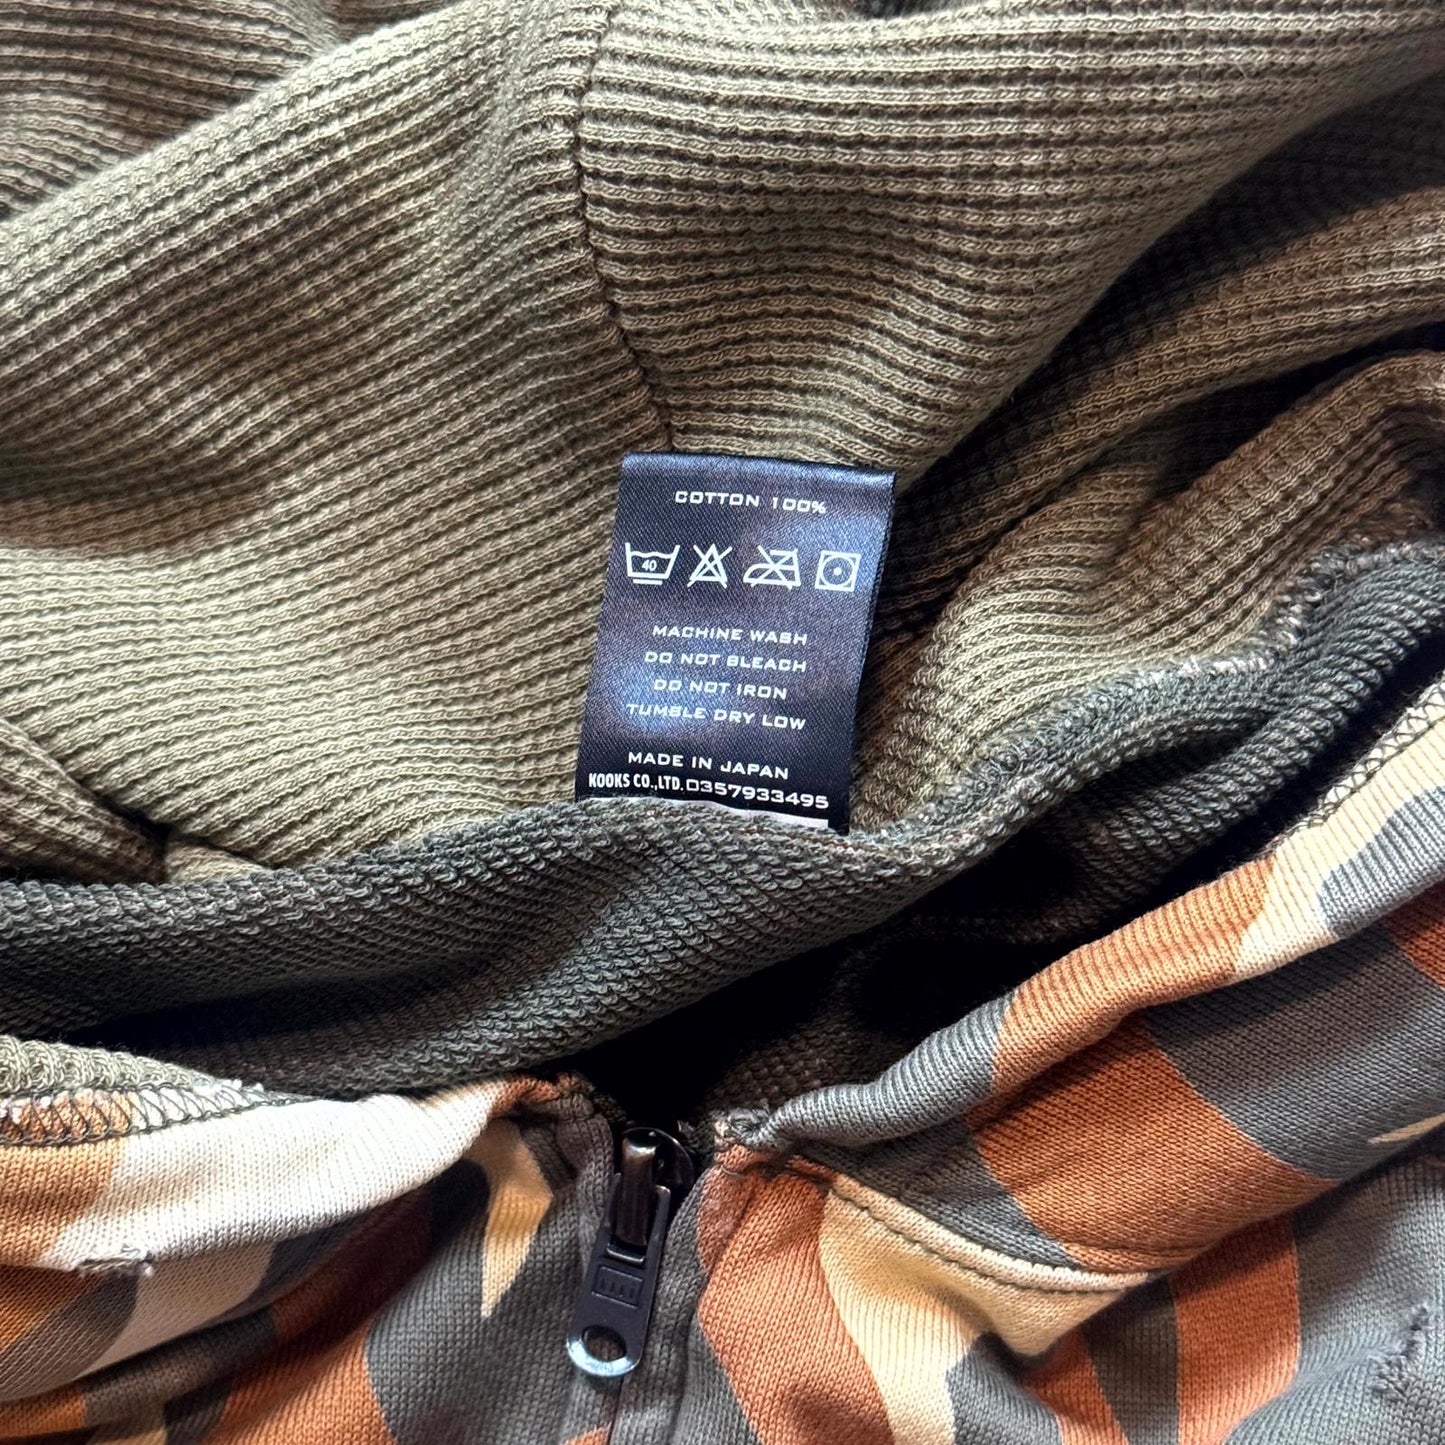 COTTON 100%
40
MACHINE WASH
DO NOT BLEACH
DO NOT IRON
TUMBLE DRY LOW
MADE IN JAPAN
KOOKS CO.,LTD. 0357933495